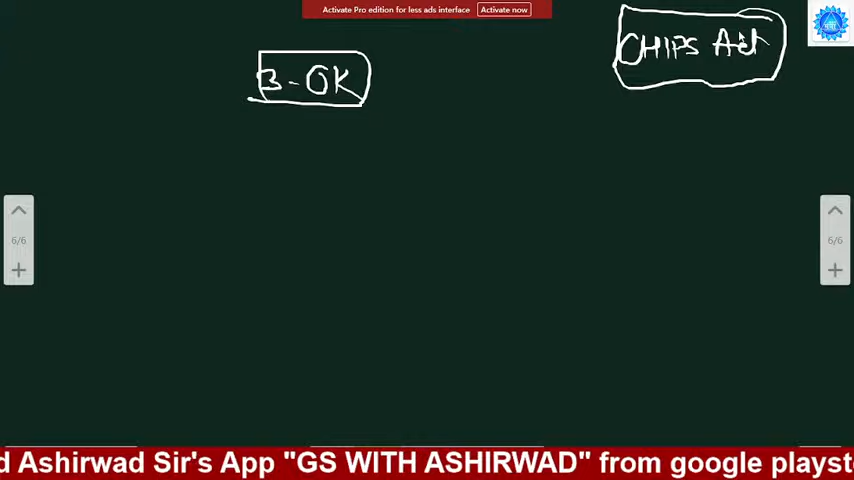 Activate Pro edition for less ads interface Activate now
CHIPS Act
3-OK
6/6
6/6
d Ashirwad Sir's App "GS WITH ASHIRWAD" from google playst